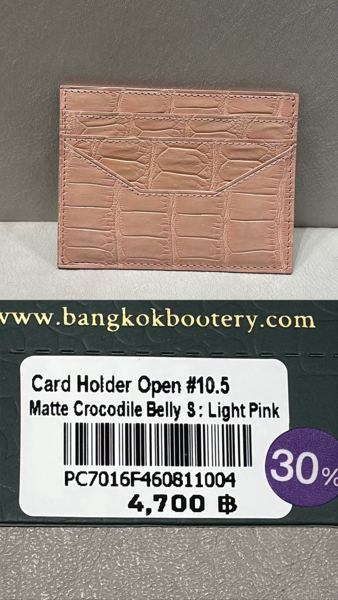 www.bangkokbootery.com
Card Holder Open #10.5
Matte Crocodile Belly S : Light Pink
PC7016F460811004
4,700 ฿
30%